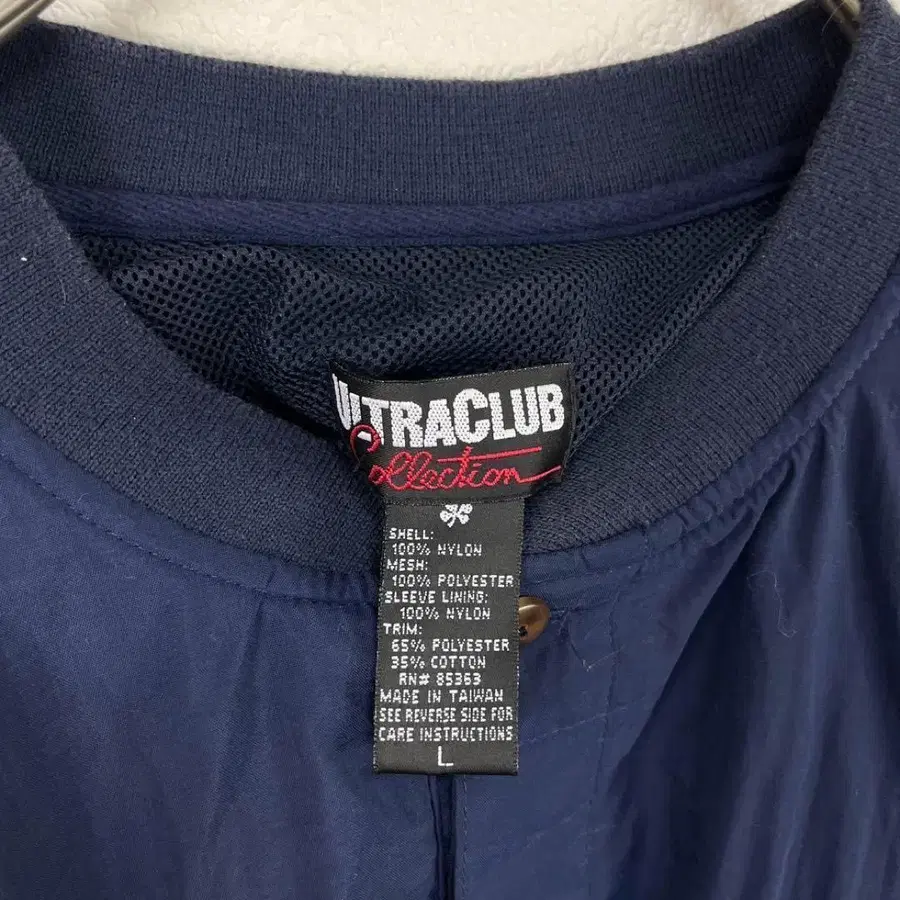 ULTRACLUB
Collection
SHELL:
100% NYLON
MESH:
100% POLYESTER
SLEEVE LINING:
100% NYLON
TRIM:
65% POLYESTER
35% COTTON
RN# 85363
MADE IN TAIWAN
SEE REVERSE SIDE FOR
CARE INSTRUCTIONS
L